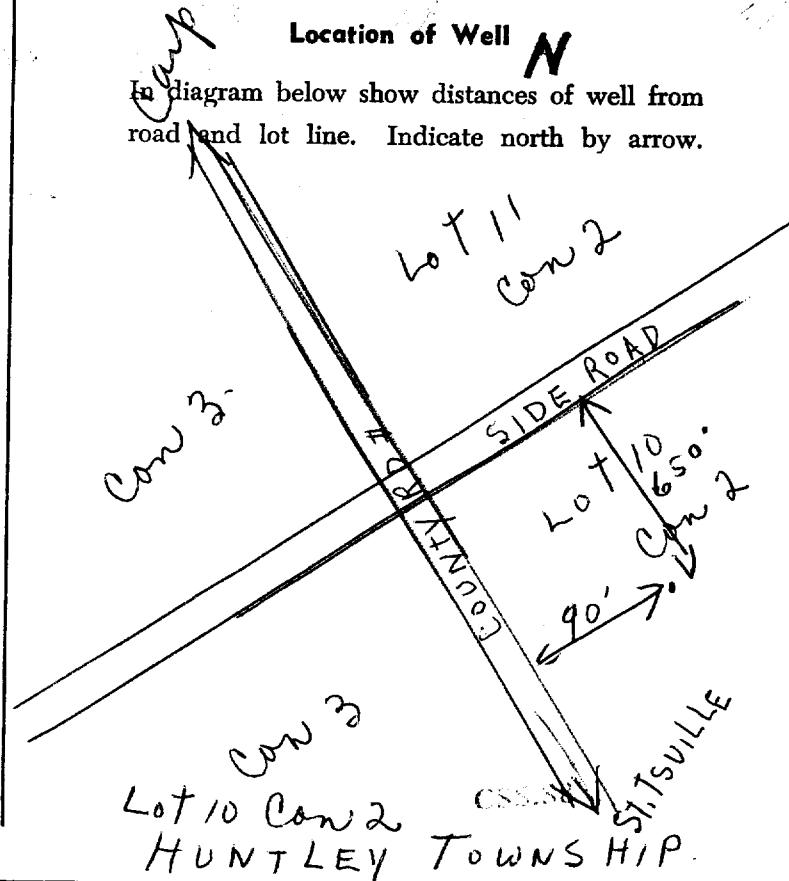 Carp
Location of Well
N
In diagram below show distances of well from
road and lot line. Indicate north by arrow.
Lot 11
Con 2
Con 3.
SIDE ROAD
COUNTY RD #
Lot 10
650'
Con 2
90'
Con 3
ST.TSVILLE
Lot 10 Con 2
HUNTLEY TOWNSHIP.